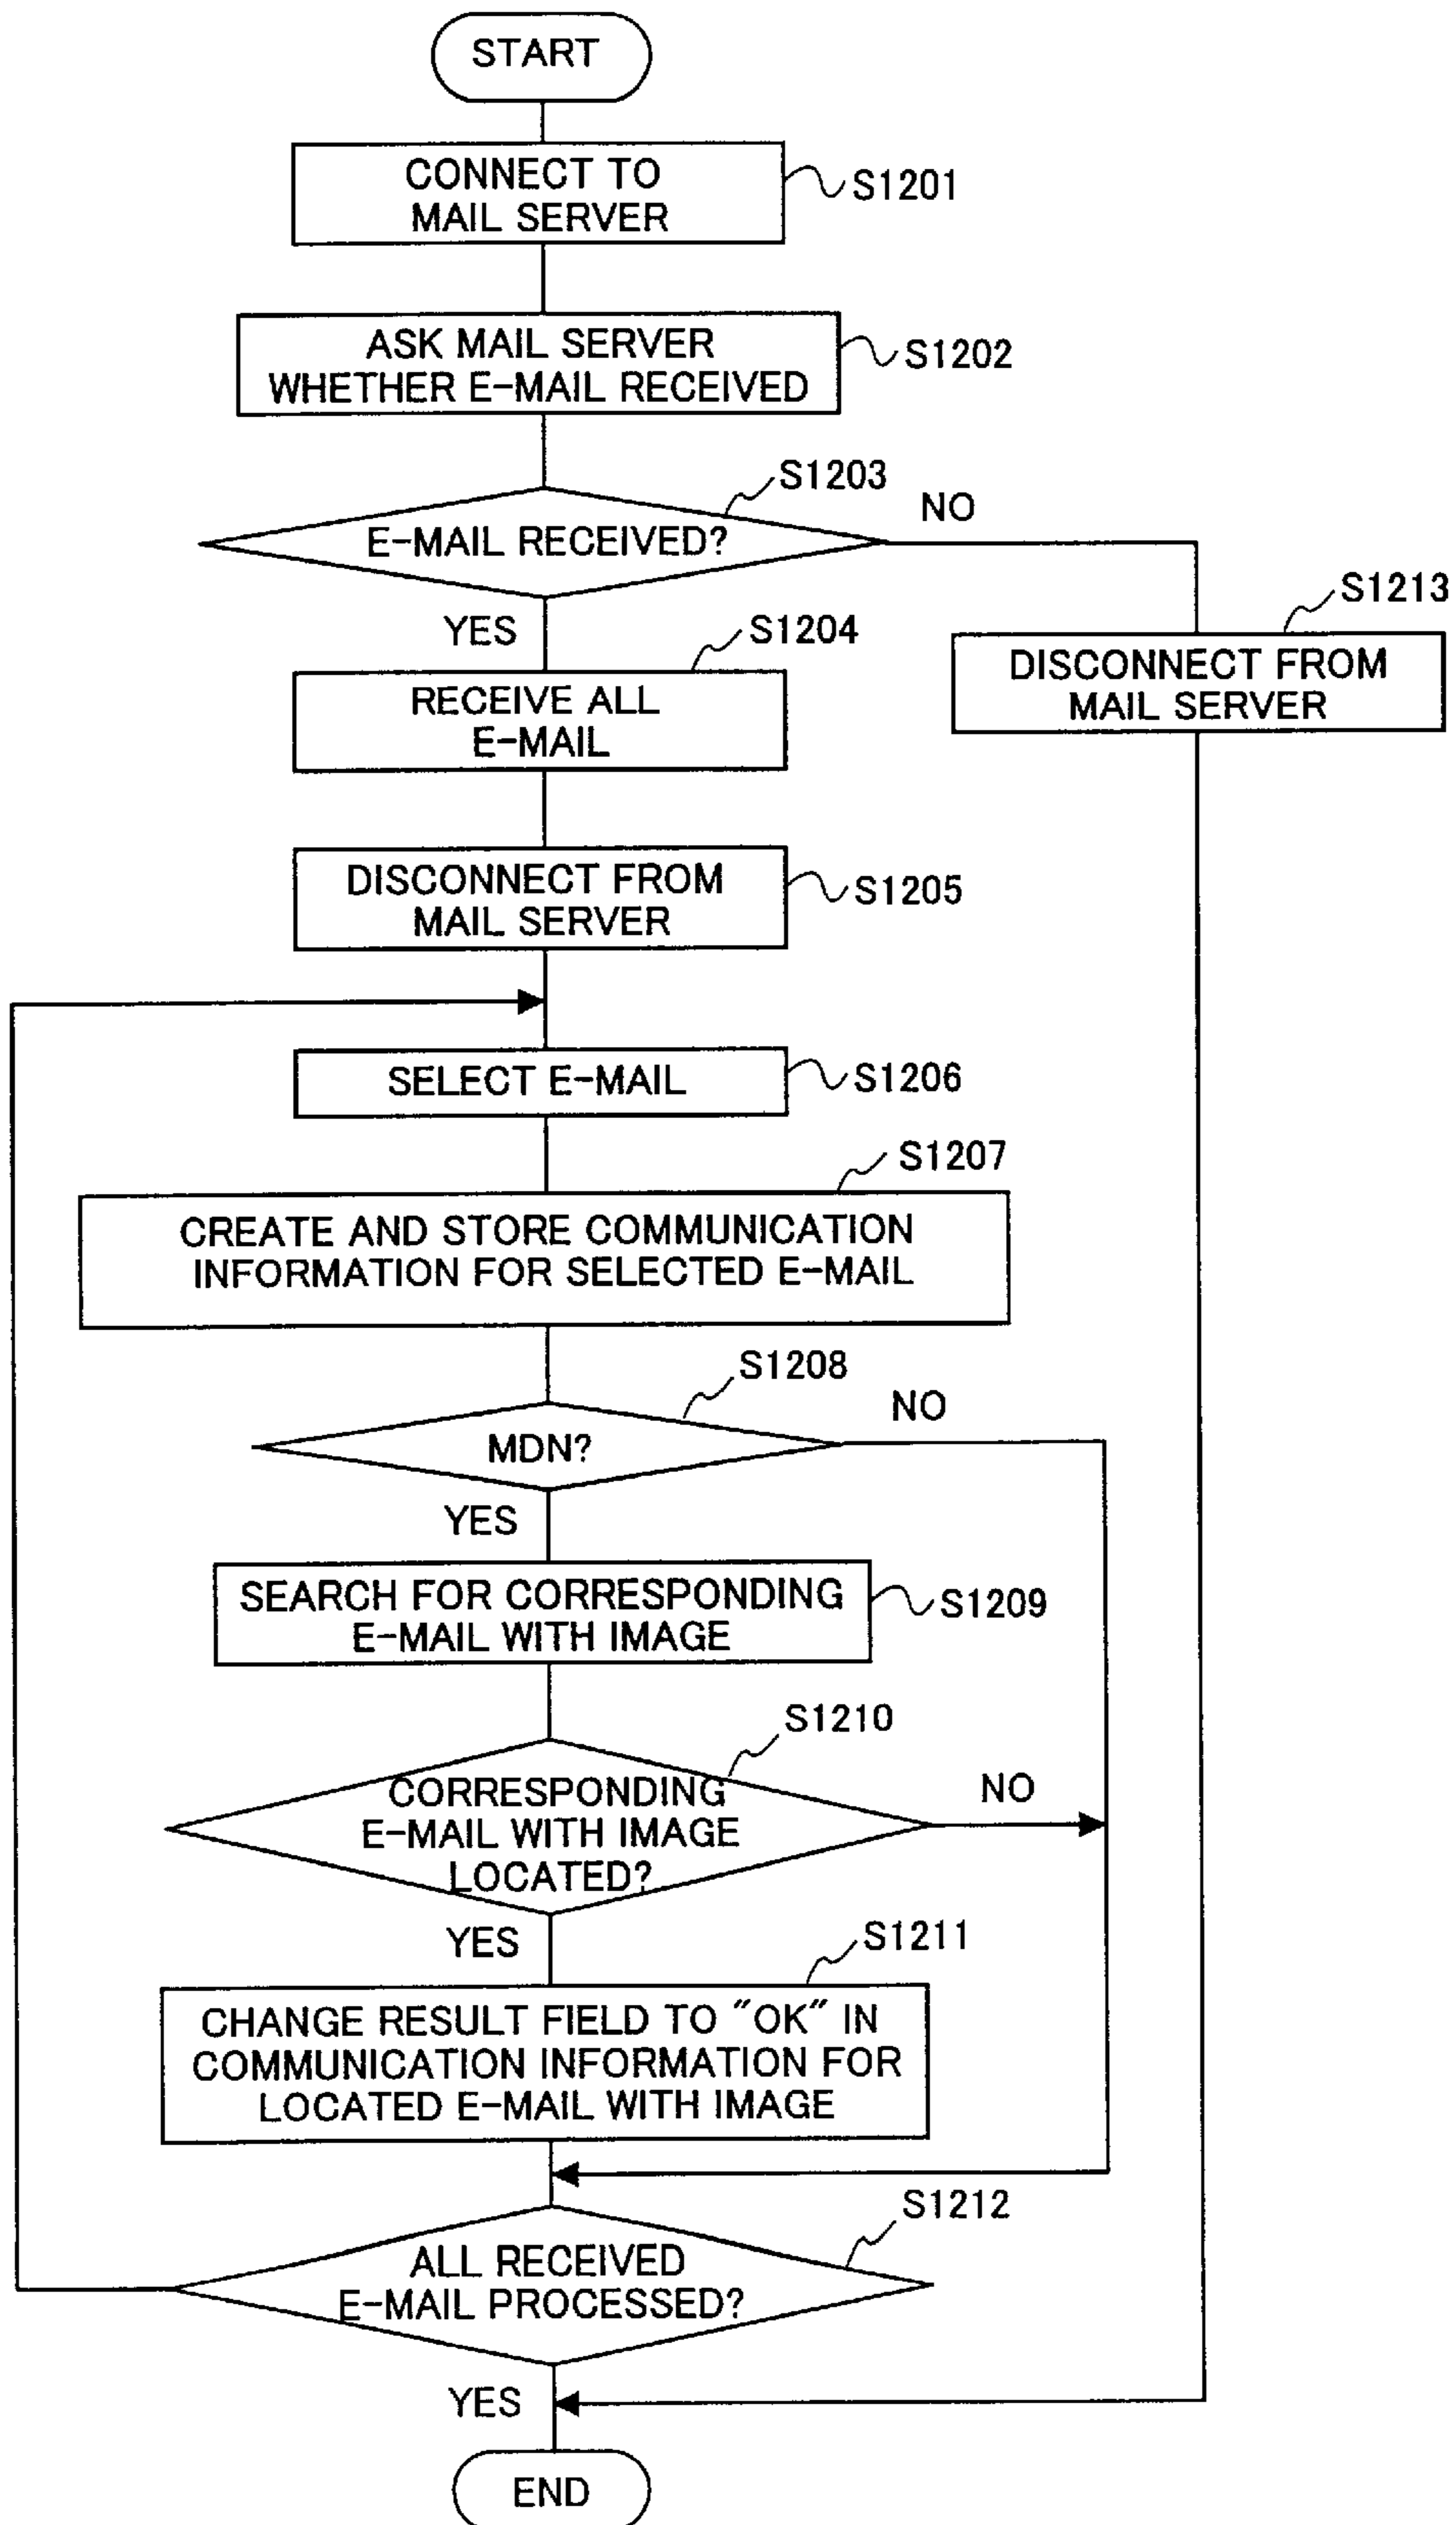 START
CONNECT TO
MAIL SERVER
S1201
ASK MAIL SERVER
WHETHER E-MAIL RECEIVED
S1202
S1203
E-MAIL RECEIVED?
NO
YES
S1204
S1213
RECEIVE ALL
E-MAIL
DISCONNECT FROM
MAIL SERVER
DISCONNECT FROM
MAIL SERVER
S1205
SELECT E-MAIL
S1206
S1207
CREATE AND STORE COMMUNICATION
INFORMATION FOR SELECTED E-MAIL
S1208
MDN?
NO
YES
SEARCH FOR CORRESPONDING
E-MAIL WITH IMAGE
S1209
S1210
CORRESPONDING
E-MAIL WITH IMAGE
LOCATED?
NO
YES
S1211
CHANGE RESULT FIELD TO "OK" IN
COMMUNICATION INFORMATION FOR
LOCATED E-MAIL WITH IMAGE
S1212
ALL RECEIVED
E-MAIL PROCESSED?
YES
END